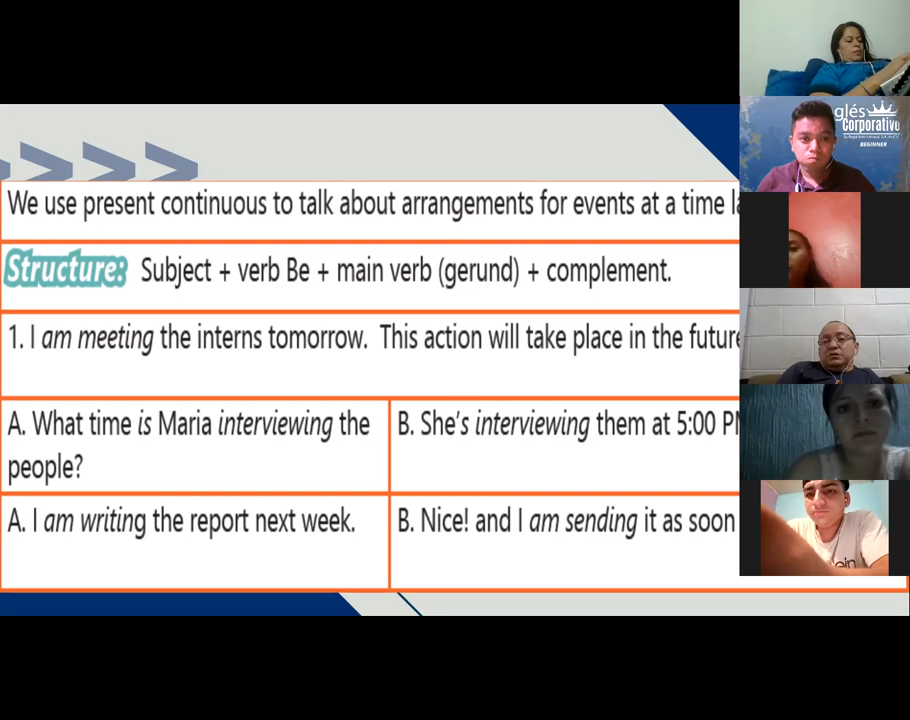 We use present continuous to talk about arrangements for events at a time
Structure: Subject + verb Be + main verb (gerund) + complement.
1. I am meeting the interns tomorrow. This action will take place in the future
A. What time is Maria interviewing the
people?
B. She's interviewing them at 5:00
A. I am writing the report next week.
B. Nice! and I am sending it as soon
glés
Corporativo
BEGINNER